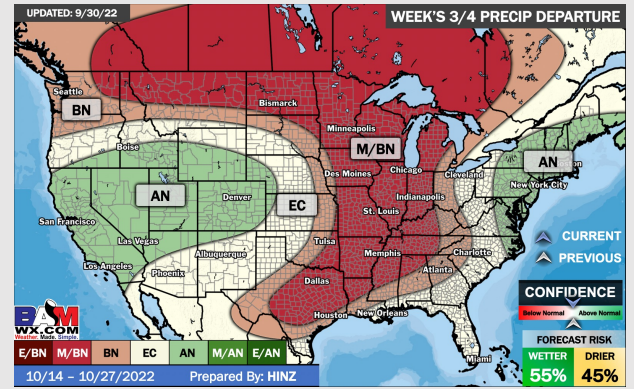 UPDATED: 9/30/22
WEEK'S 3/4 PRECIP DEPARTURE
Seattle
BN
Bismarck
Minneapolis
M/BN
Boise
Des Moines
Chicago
Cleveland
AN
New York City
AN
Denver
EC
Indianapolis
St. Louis
San Francisco
Las Vegas
Tulsa
Memphis
Charlotte
CURRENT
PREVIOUS
Los Angeles
Phoenix
Albuquerque
Atlanta
Dallas
Houston
New Orleans
Miami
CONFIDENCE
Below Normal
Above Normal
FORECAST RISK
WETTER
DRIER
55%
45%
BAM
WX.COM
Weather. Made. Simple.
E/BN M/BN BN EC AN M/AN E/AN
10/14 – 10/27/2022 Prepared By: HINZ